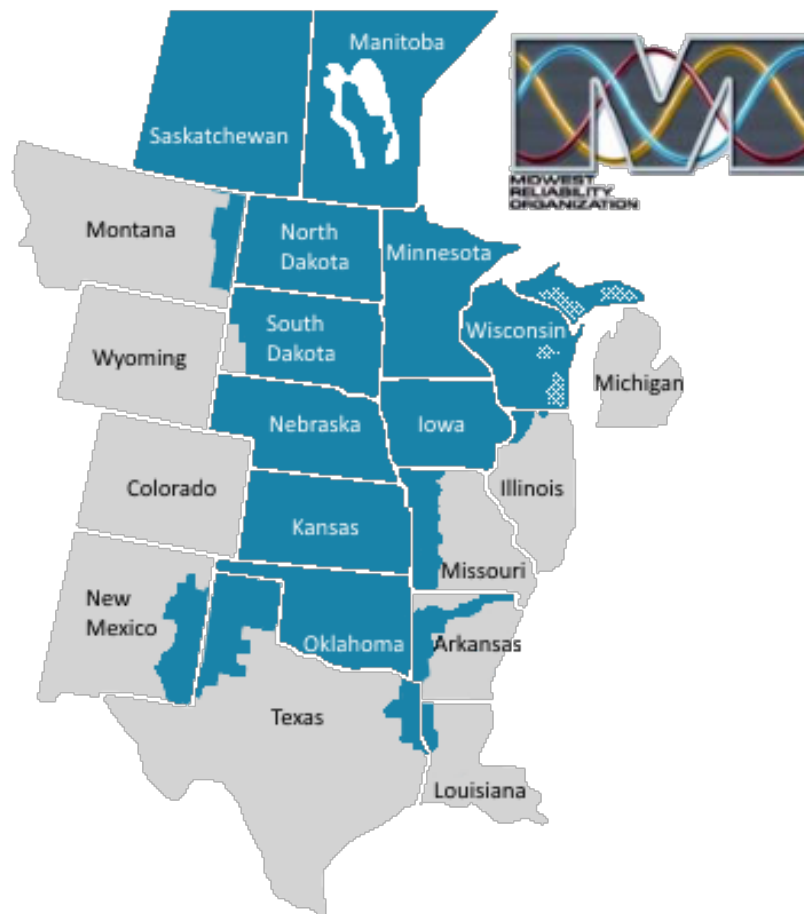 Manitoba
Saskatchewan
M
MIDWEST
RELIABILITY
ORGANIZATION
Montana
North
Dakota
Minnesota
South
Dakota
Wisconsin
Wyoming
Michigan
Nebraska
Iowa
Colorado
Illinois
Kansas
Missouri
New
Mexico
Oklahoma
Arkansas
Texas
Louisiana